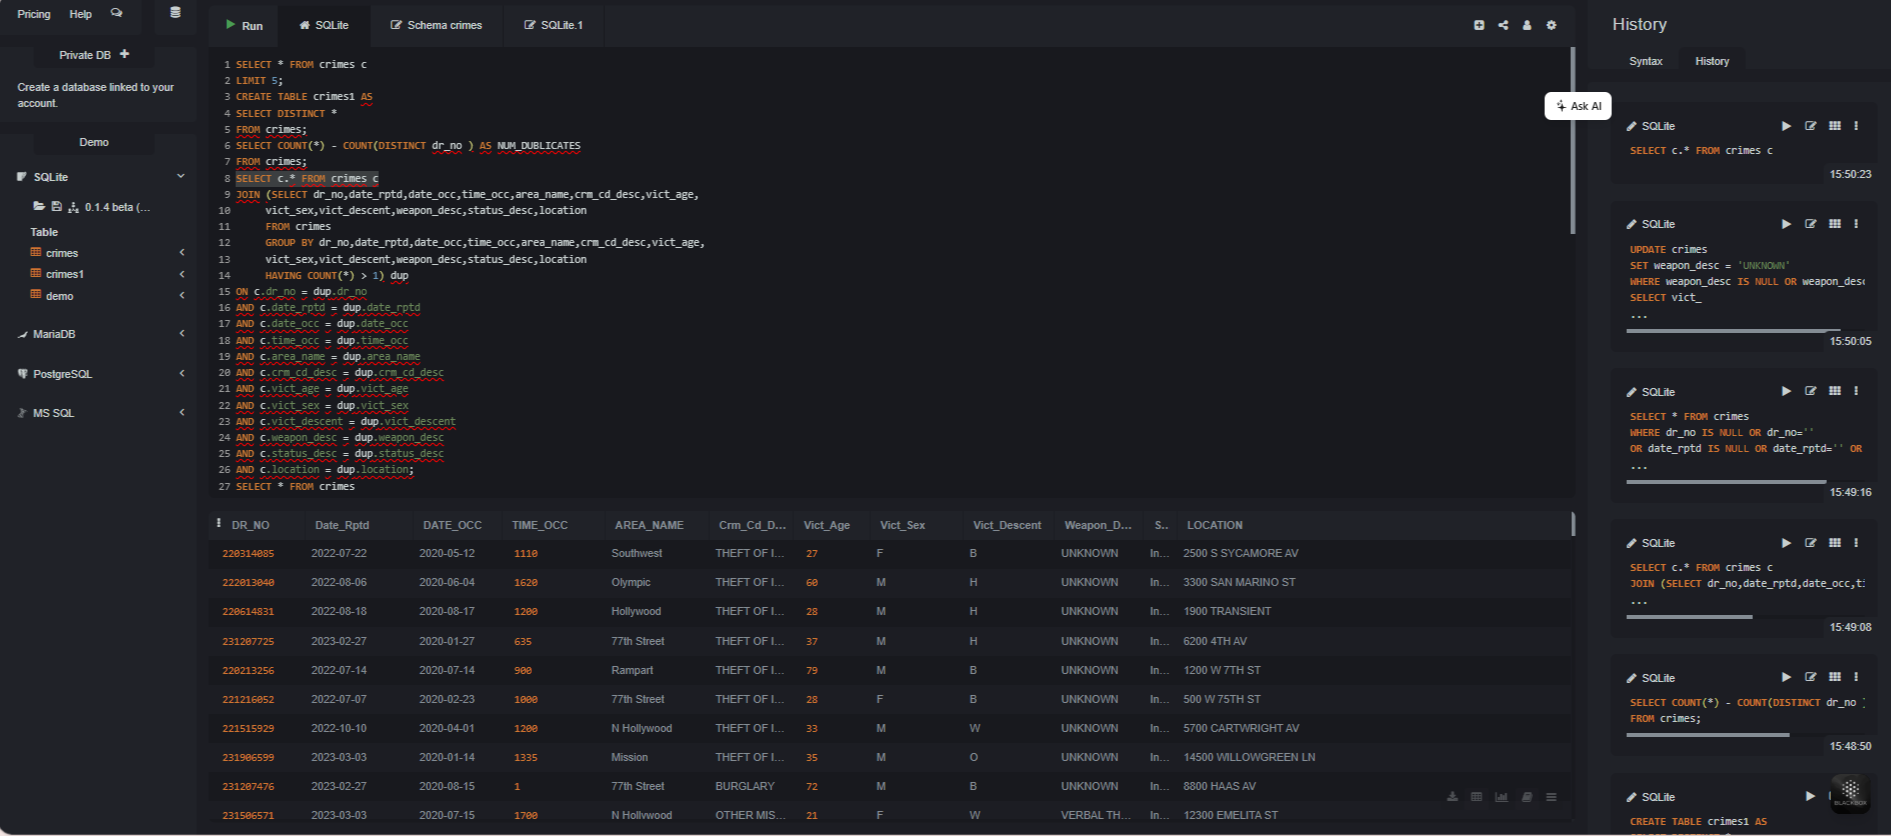 Pricing Help
Private DB +
Create a database linked to your
account.
Demo
SQLite
0.1.4 beta (...
Table
crimes
crimes1
demo
MariaDB
PostgreSQL
MS SQL
Run SQLite Schema crimes SQLite.1
1 SELECT * FROM crimes c
2 LIMIT 5;
3 CREATE TABLE crimes1 AS
4 SELECT DISTINCT *
5 FROM crimes;
6 SELECT COUNT(*) - COUNT(DISTINCT dr_no ) AS NUM_DUBLICATES
7 FROM crimes;
8 SELECT c.* FROM crimes c
9 JOIN (SELECT dr_no,date_rptd,date_occ,time_occ,area_name,crm_cd_desc,vict_age,
10 vict_sex,vict_descent,weapon_desc,status_desc,location
11 FROM crimes
12 GROUP BY dr_no,date_rptd,date_occ,time_occ,area_name,crm_cd_desc,vict_age,
13 vict_sex,vict_descent,weapon_desc,status_desc,location
14 HAVING COUNT(*) > 1) dup
15 ON c.dr_no = dup.dr_no
16 AND c.date_rptd = dup.date_rptd
17 AND c.date_occ = dup.date_occ
18 AND c.time_occ = dup.time_occ
19 AND c.area_name = dup.area_name
20 AND c.crm_cd_desc = dup.crm_cd_desc
21 AND c.vict_age = dup.vict_age
22 AND c.vict_sex = dup.vict_sex
23 AND c.vict_descent = dup.vict_descent
24 AND c.weapon_desc = dup.weapon_desc
25 AND c.status_desc = dup.status_desc
26 AND c.location = dup.location;
27 SELECT * FROM crimes
Ask AI
DR_NO Date_Rptd DATE_OCC TIME_OCC AREA_NAME Crm_Cd_D... Vict_Age Vict_Sex Vict_Descent Weapon_D... S.. LOCATION
220314085 2022-07-22 2020-05-12 1110 Southwest THEFT OF I... 27 F B UNKNOWN In... 2500 S SYCAMORE AV
222013040 2022-08-06 2020-06-04 1620 Olympic THEFT OF I... 60 M H UNKNOWN In... 3300 SAN MARINO ST
220614831 2022-08-18 2020-08-17 1200 Hollywood THEFT OF I... 28 M H UNKNOWN In... 1900 TRANSIENT
231207725 2023-02-27 2020-01-27 635 77th Street THEFT OF I... 37 M H UNKNOWN In... 6200 4TH AV
220213256 2022-07-14 2020-07-14 900 Rampart THEFT OF I... 79 M B UNKNOWN In... 1200 W 7TH ST
221216052 2022-07-07 2020-02-23 1000 77th Street THEFT OF I... 28 F B UNKNOWN In... 500 W 75TH ST
221515929 2022-10-10 2020-04-01 1200 N Hollywood THEFT OF I... 33 M W UNKNOWN In... 5700 CARTWRIGHT AV
231906599 2023-03-03 2020-01-14 1335 Mission THEFT OF I... 35 M O UNKNOWN In... 14500 WILLOWGREEN LN
231207476 2023-02-27 2020-08-15 1 77th Street BURGLARY 72 M B UNKNOWN In... 8800 HAAS AV
231506571 2023-03-03 2020-07-15 1700 N Hollywood OTHER MIS... 21 F W VERBAL TH... In... 12300 EMELITA ST
History
Syntax History
SQLite
SELECT c.* FROM crimes c
15:50:23
SQLite
UPDATE crimes
SET weapon_desc = 'UNKNOWN'
WHERE weapon_desc IS NULL OR weapon_desc
SELECT vict_
...
15:50:05
SQLite
SELECT * FROM crimes
WHERE dr_no IS NULL OR dr_no=''
OR date_rptd IS NULL OR date_rptd='' OR
...
15:49:16
SQLite
SELECT c.* FROM crimes c
JOIN (SELECT dr_no,date_rptd,date_occ,ti
...
15:49:08
SQLite
SELECT COUNT(*) - COUNT(DISTINCT dr_no )
FROM crimes;
15:48:50
SQLite
BLACKBOX
CREATE TABLE crimes1 AS